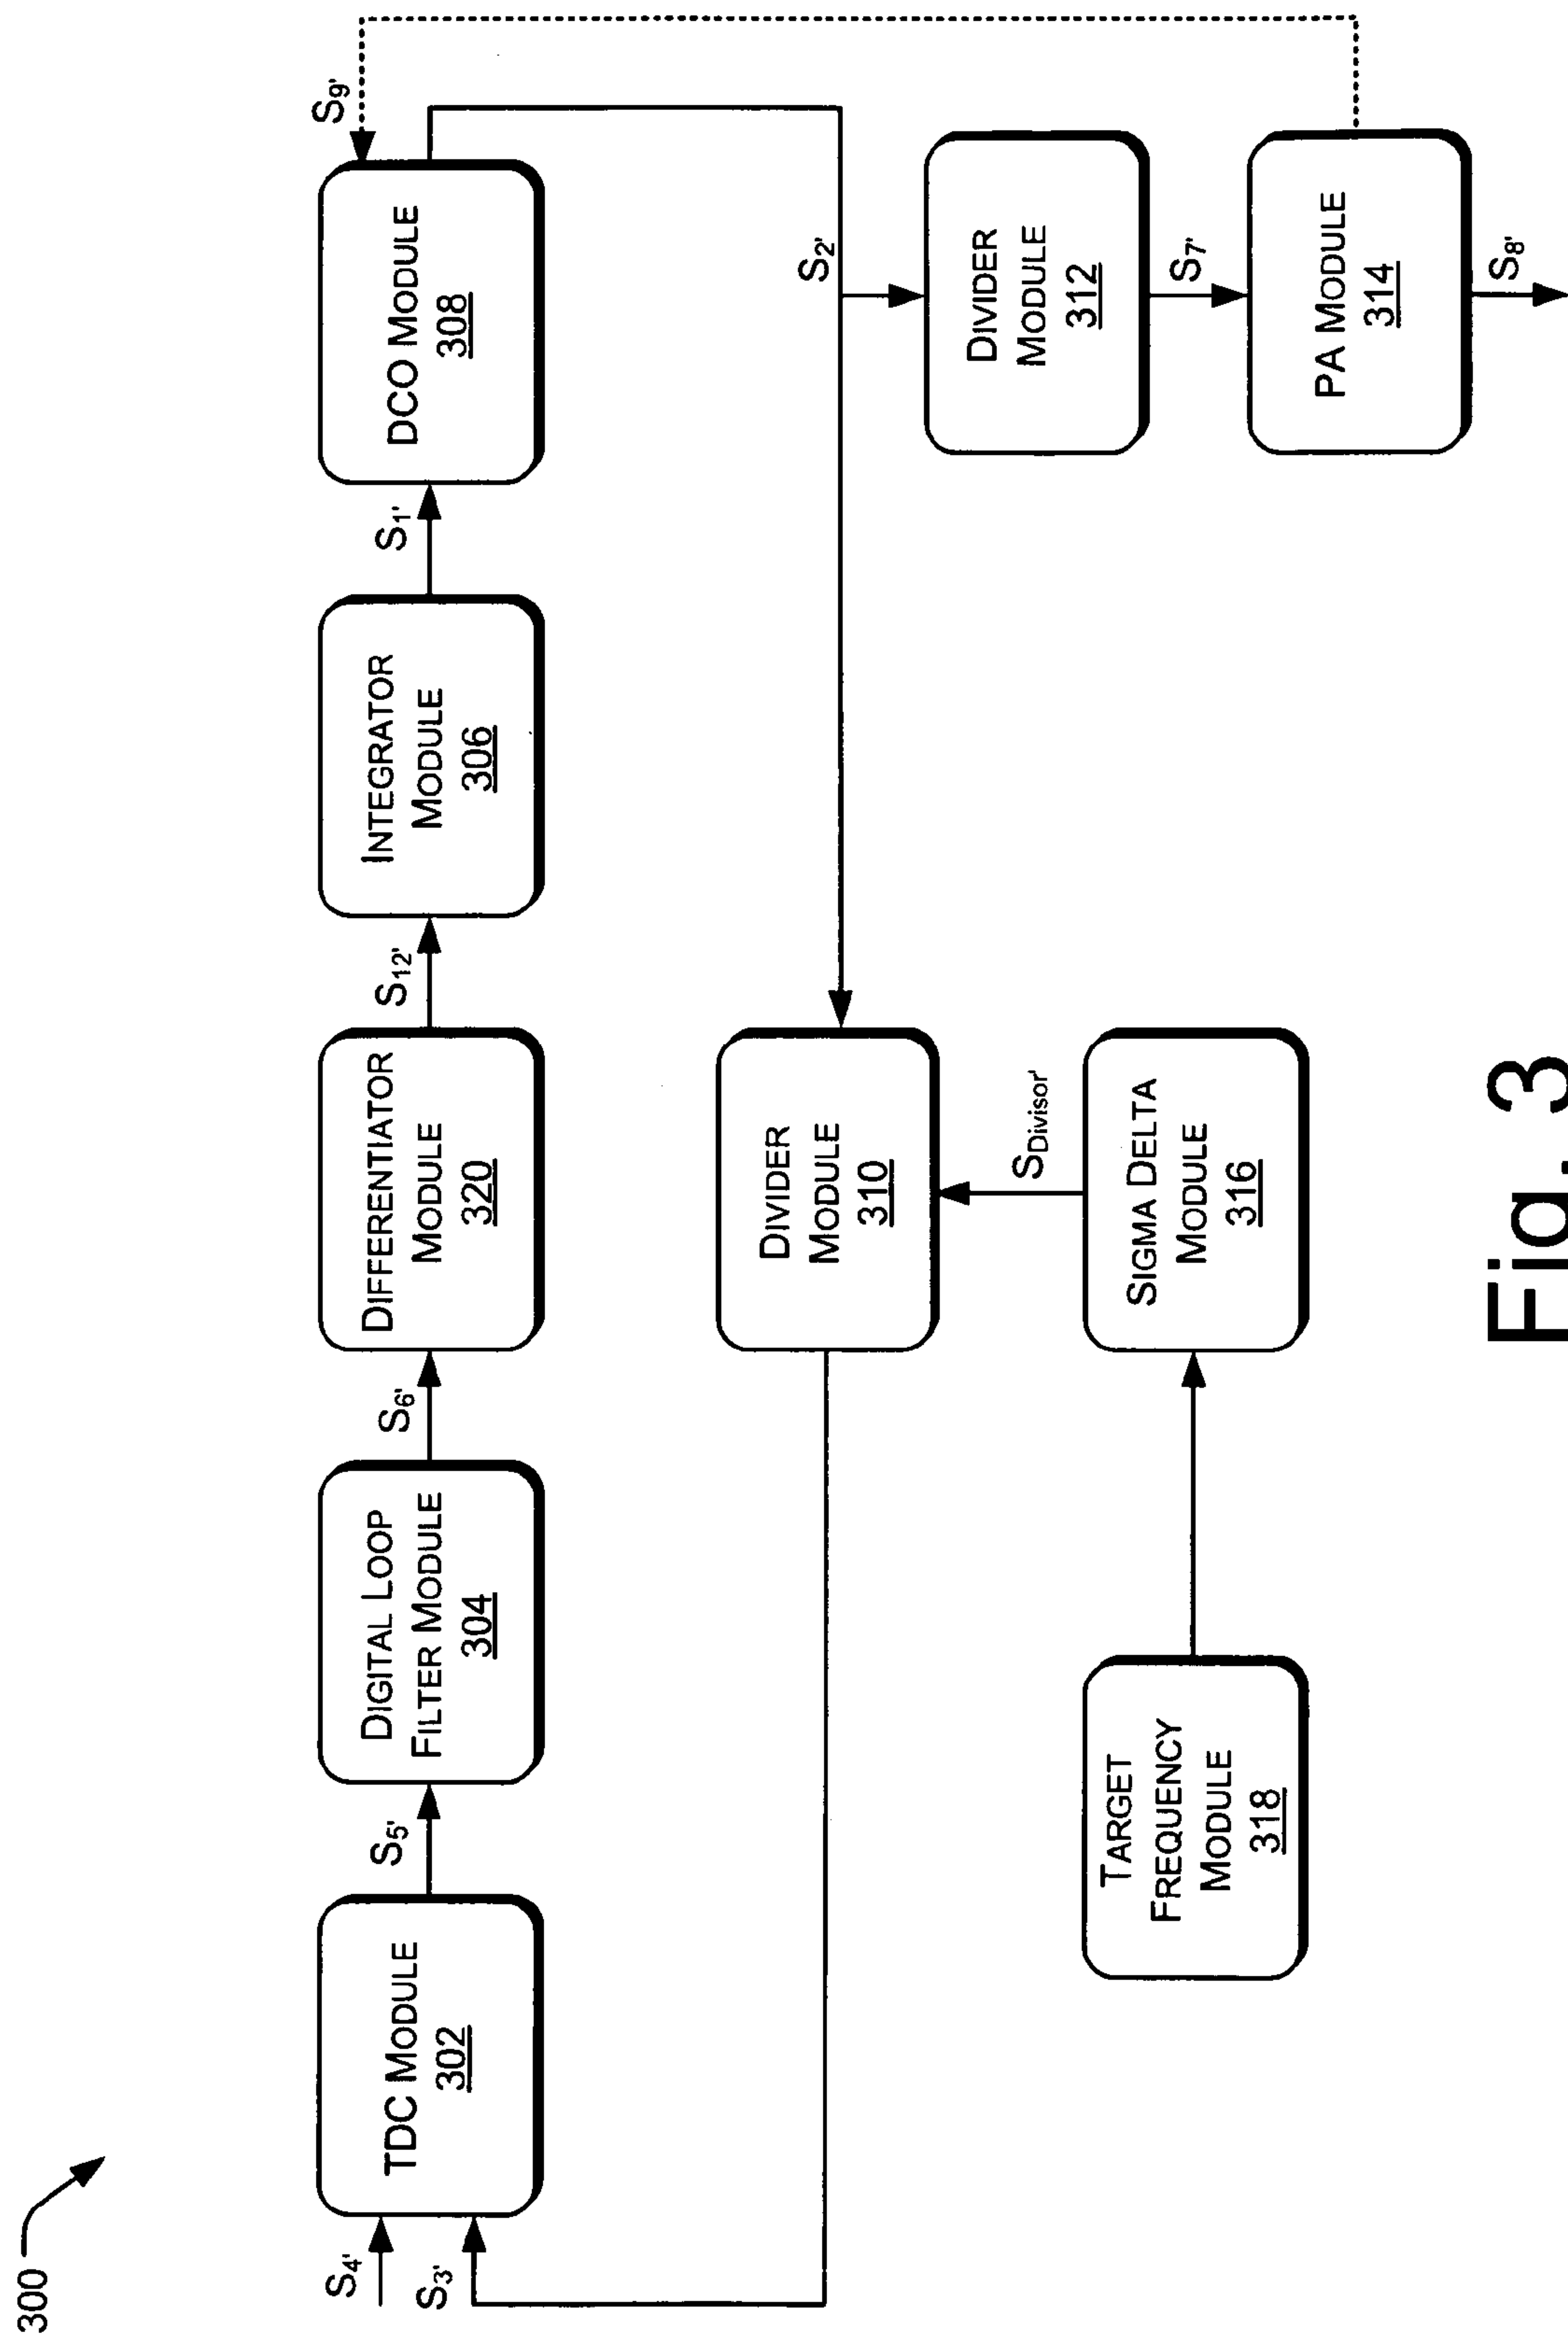 300
S4'
S3'
TDC MODULE
302
S5'
DIGITAL LOOP
FILTER MODULE
304
S6'
DIFFERENTIATOR
MODULE
320
S12'
INTEGRATOR
MODULE
306
S1'
DCO MODULE
308
S9'
S2'
DIVIDER
MODULE
310
SDivisor'
SIGMA DELTA
MODULE
316
TARGET
FREQUENCY
MODULE
318
DIVIDER
MODULE
312
S7'
PA MODULE
314
S8'
Fig. 3